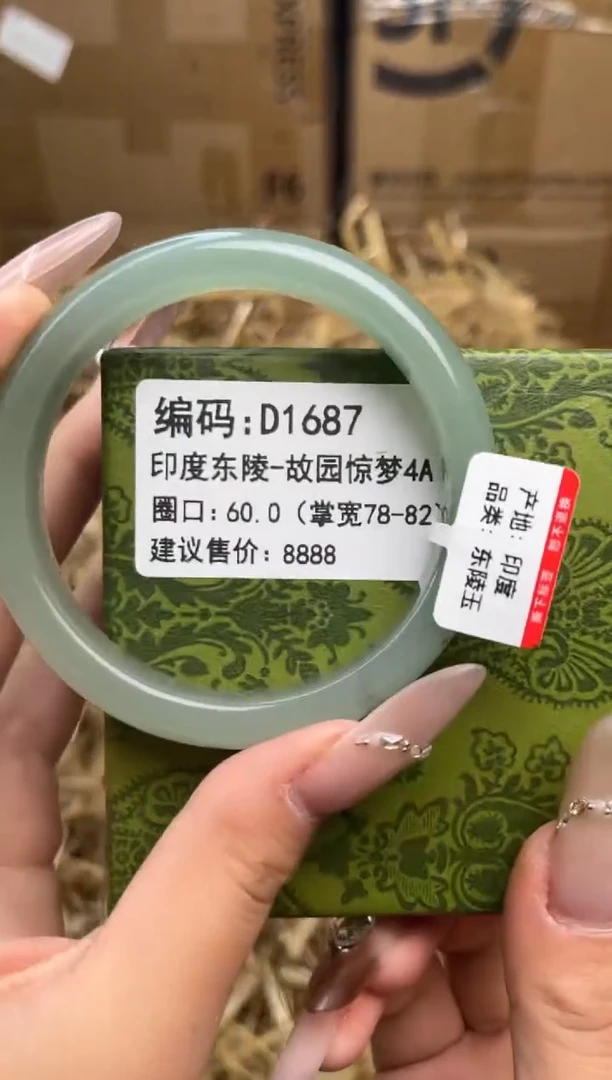 编码:D1687
印度东陵-故园惊梦4A
圈口:60.0（掌宽78-82
建议售价:8888
产地:印度
品类:东陵玉
EXPRESS